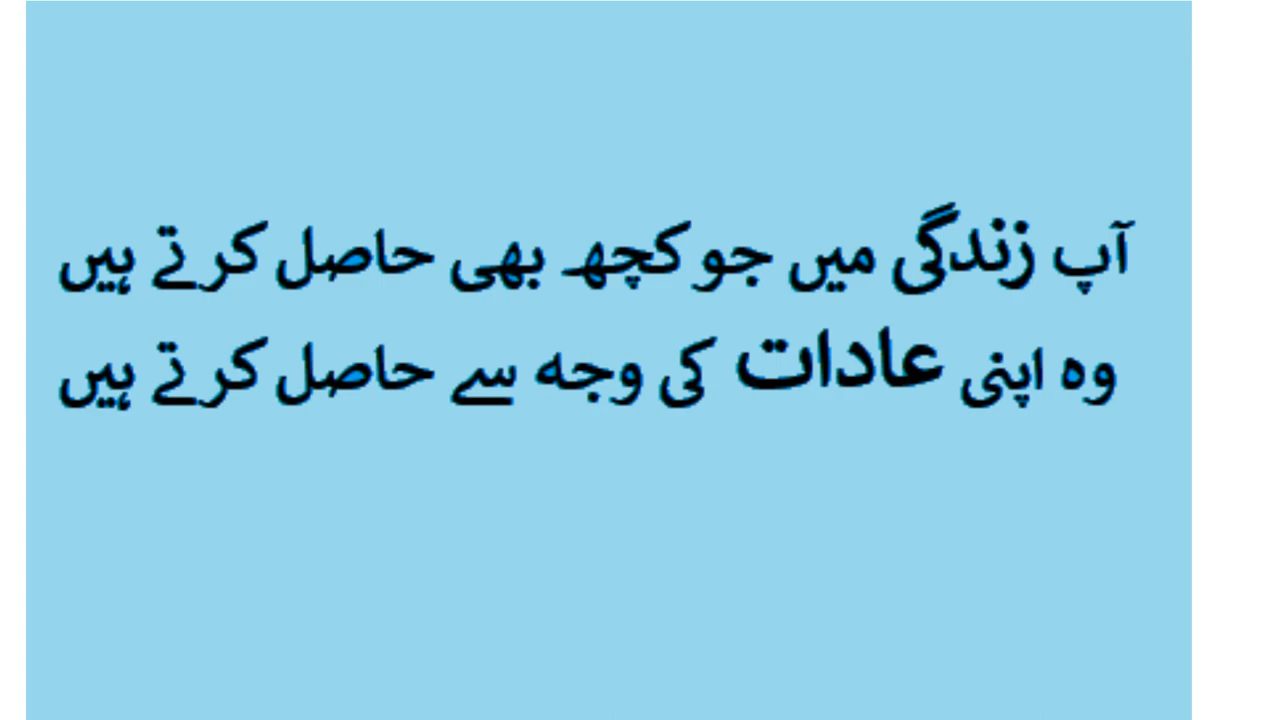 آپ زندگی میں جو کچھ بھی حاصل کرتے ہیں
وہ اپنی عادات کی وجہ سے حاصل کرتے ہیں